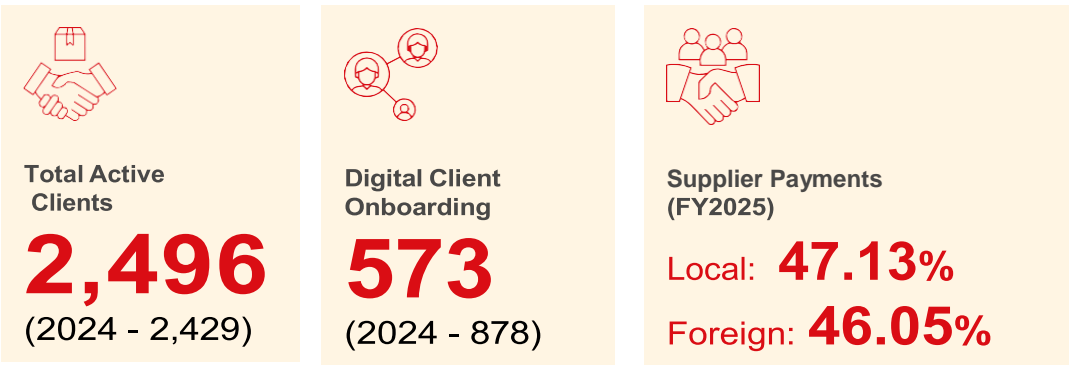 Total Active
Clients
2,496
(2024 - 2,429)
Digital Client
Onboarding
573
(2024 - 878)
Supplier Payments
(FY2025)
Local: 47.13%
Foreign: 46.05%